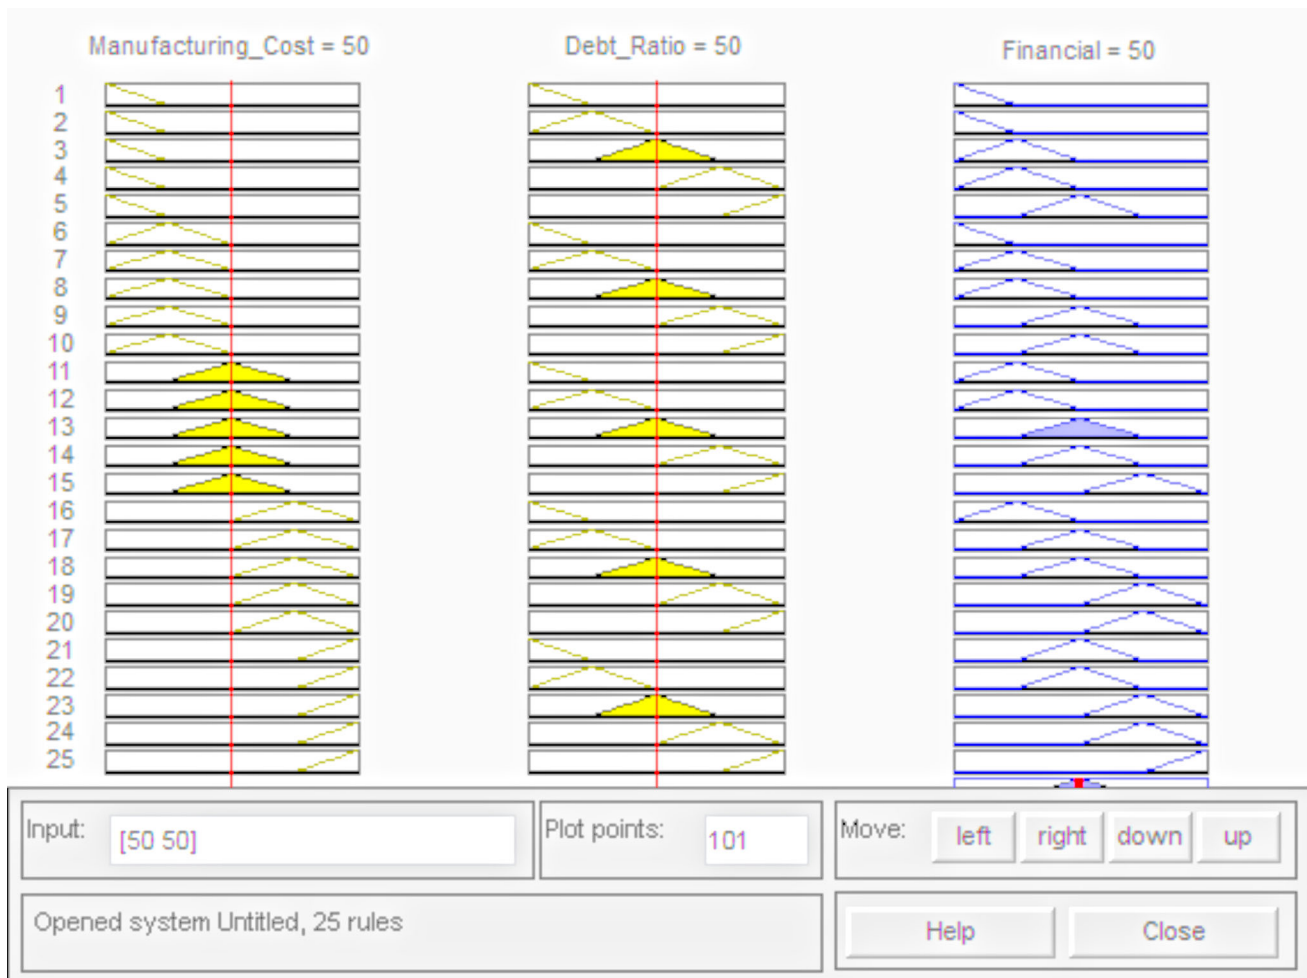 Manufacturing_Cost = 50
Debt_Ratio = 50
Financial = 50
1
2
3
4
5
6
7
8
9
10
11
12
13
14
15
16
17
18
19
20
21
22
23
24
25
Input:
[50 50]
Plot points:
101
Move:
left
right
down
up
Opened system Untitled, 25 rules
Help
Close